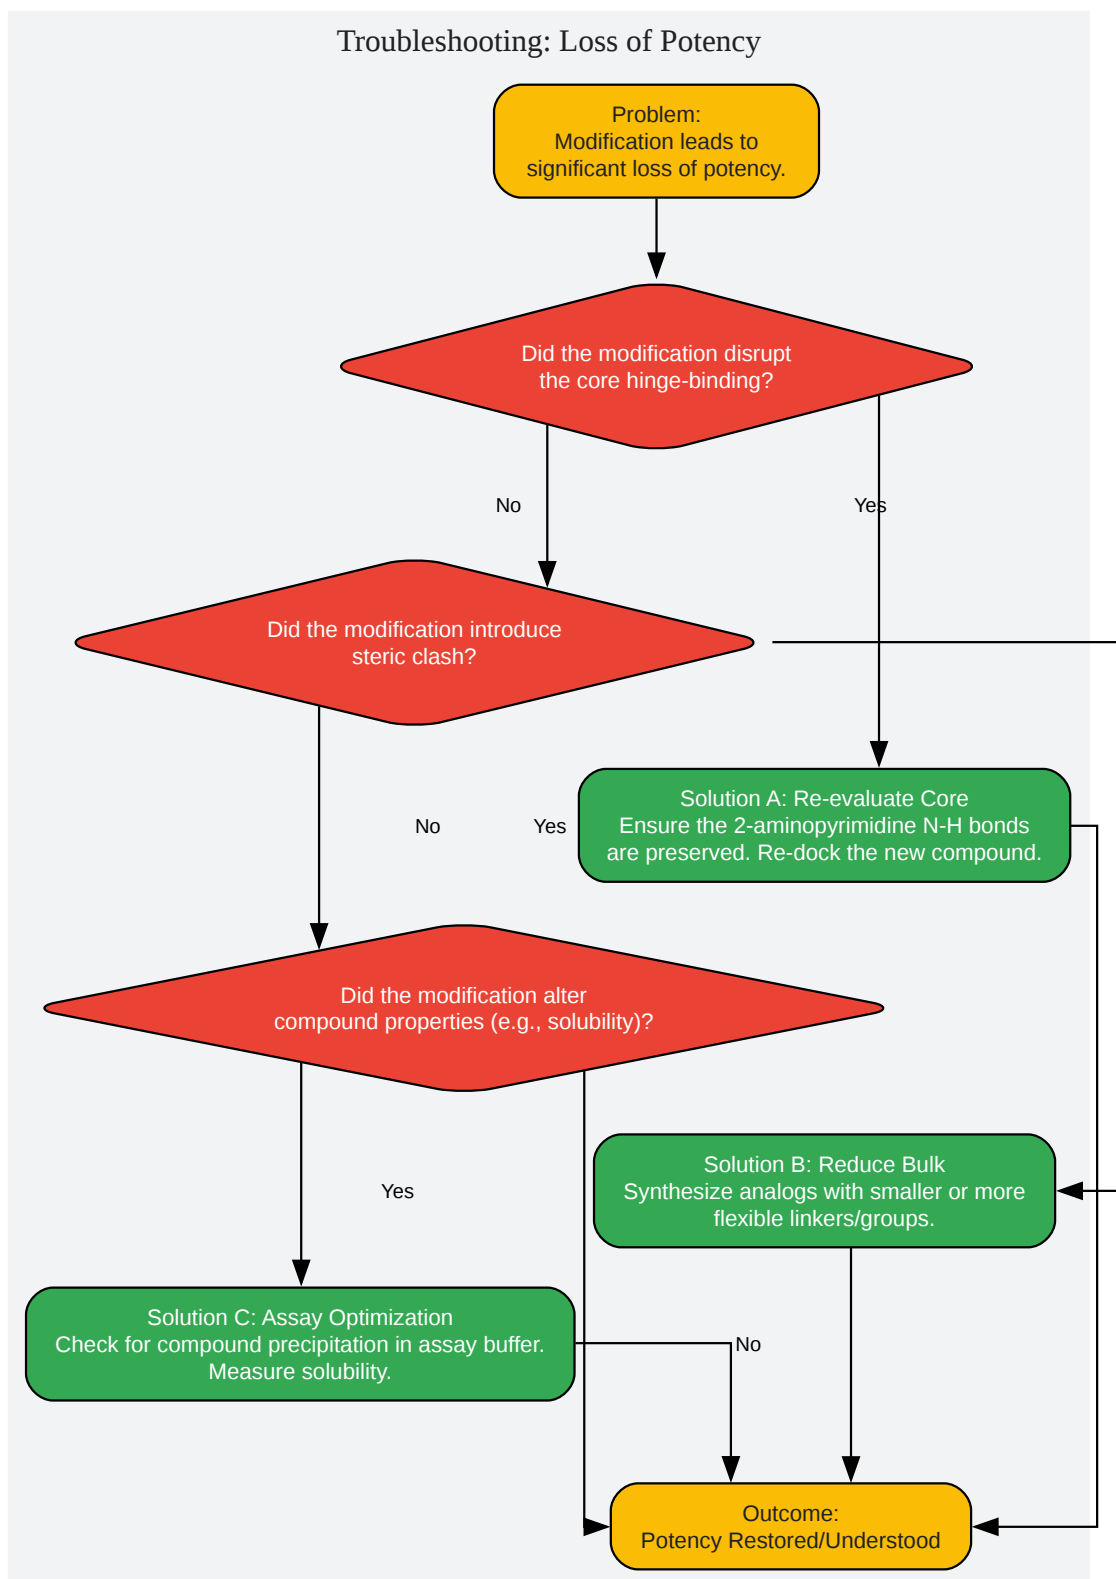 Troubleshooting: Loss of Potency
Problem:
Modification leads to
significant loss of potency.
Did the modification disrupt
the core hinge-binding?
No
Yes
Did the modification introduce
steric clash?
No
Yes
Solution A: Re-evaluate Core
Ensure the 2-aminopyrimidine N-H bonds
are preserved. Re-dock the new compound.
Did the modification alter
compound properties (e.g., solubility)?
Yes
Solution B: Reduce Bulk
Synthesize analogs with smaller or more
flexible linkers/groups.
Solution C: Assay Optimization
Check for compound precipitation in assay buffer.
Measure solubility.
No
Outcome:
Potency Restored/Understood